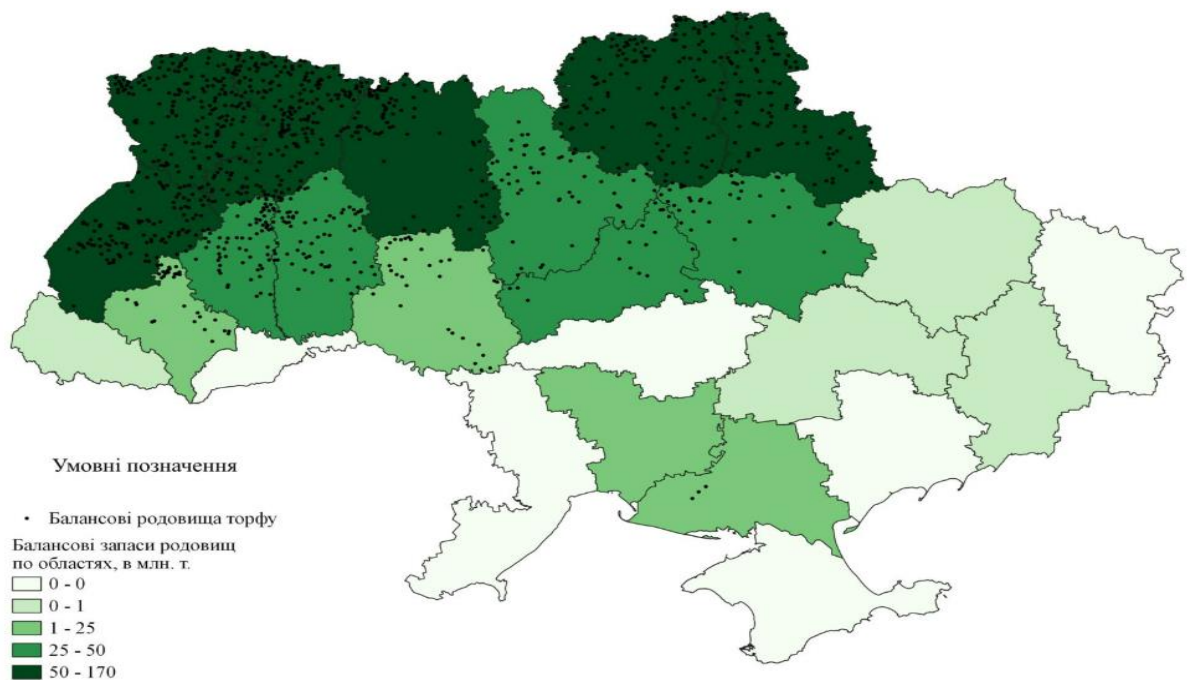 Умовні позначення
Балансові родовища торфу
Балансові запаси родовищ
по областях, в млн. т.
0 - 0
0 - 1
1 - 25
25 - 50
50 - 170